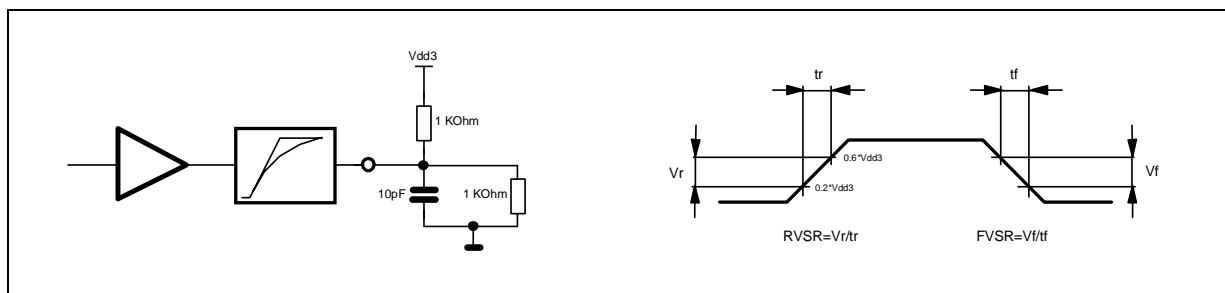 Vdd3
1 KOhm
10pF
1 KOhm
tr
tf
Vr
0.6*Vdd3
0.2*Vdd3
Vf
RVSR=Vr/tr
FVSR=Vf/tf